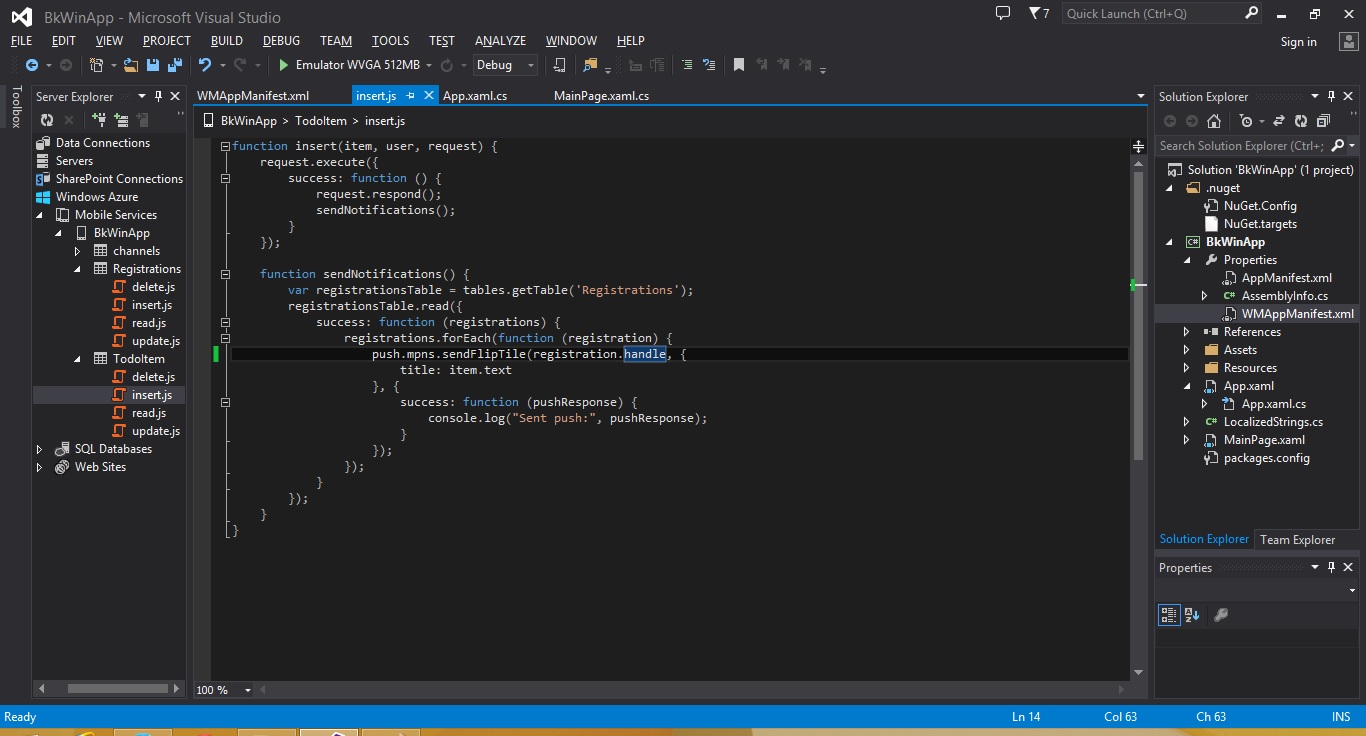 BkWinApp - Microsoft Visual Studio
7
Quick Launch (Ctrl+Q)
FILE EDIT VIEW PROJECT BUILD DEBUG TEAM TOOLS TEST ANALYZE WINDOW HELP
Sign in
Emulator WVGA 512MB
Debug
Toolbox
Server Explorer
Data Connections
Servers
SharePoint Connections
Windows Azure
Mobile Services
BkWinApp
channels
Registrations
delete.js
insert.js
read.js
update.js
TodoItem
delete.js
insert.js
read.js
update.js
SQL Databases
Web Sites
WMAppManifest.xml insert.js App.xaml.cs MainPage.xaml.cs
BkWinApp > TodoItem > insert.js
function insert(item, user, request) {
request.execute({
success: function () {
request.respond();
sendNotifications();
}
});
function sendNotifications() {
var registrationsTable = tables.getTable('Registrations');
registrationsTable.read({
success: function (registrations) {
registrations.forEach(function (registration) {
push.mpns.sendFlipTile(registration.handle, {
title: item.text
}, {
success: function (pushResponse) {
console.log("Sent push:", pushResponse);
}
});
});
}
});
}
}
100 %
Solution Explorer
Search Solution Explorer (Ctrl+;
Solution 'BkWinApp' (1 project)
.nuget
NuGet.Config
NuGet.targets
C# BkWinApp
Properties
AppManifest.xml
C# AssemblyInfo.cs
WMAppManifest.xml
References
Assets
Resources
App.xaml
App.xaml.cs
C# LocalizedStrings.cs
MainPage.xaml
packages.config
Solution Explorer Team Explorer
Properties
Ready
Ln 14 Col 63 Ch 63 INS